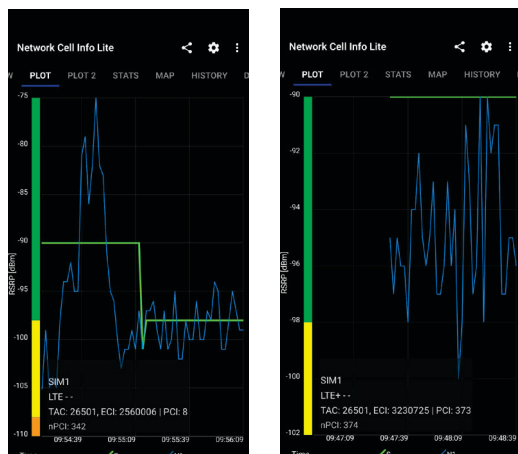 Network Cell Info Lite
PLOT PLOT 2 STATS MAP HISTORY
-75
-80
-85
-90
-95
-100
-105
-110
RSRP [dBm]
SIM1
LTE - -
TAC: 26501, ECI: 2560006 | PCI: 8
nPCI: 342
09:54:39 09:55:09 09:55:39 09:56:09
Network Cell Info Lite
PLOT PLOT 2 STATS MAP HISTORY
-90
-92
-94
-96
-98
-100
-102
RSRP [dBm]
SIM1
LTE+ - -
TAC: 26501, ECI: 3230725 | PCI: 373
nPCI: 374
09:47:09 09:47:39 09:48:09 09:48:39